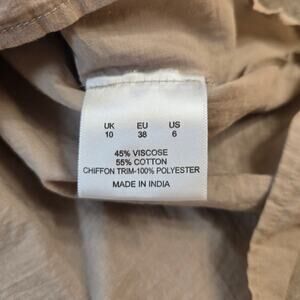 UK EU US
10 38 6
45% VISCOSE
55% COTTON
CHIFFON TRIM-100% POLYESTER
MADE IN INDIA